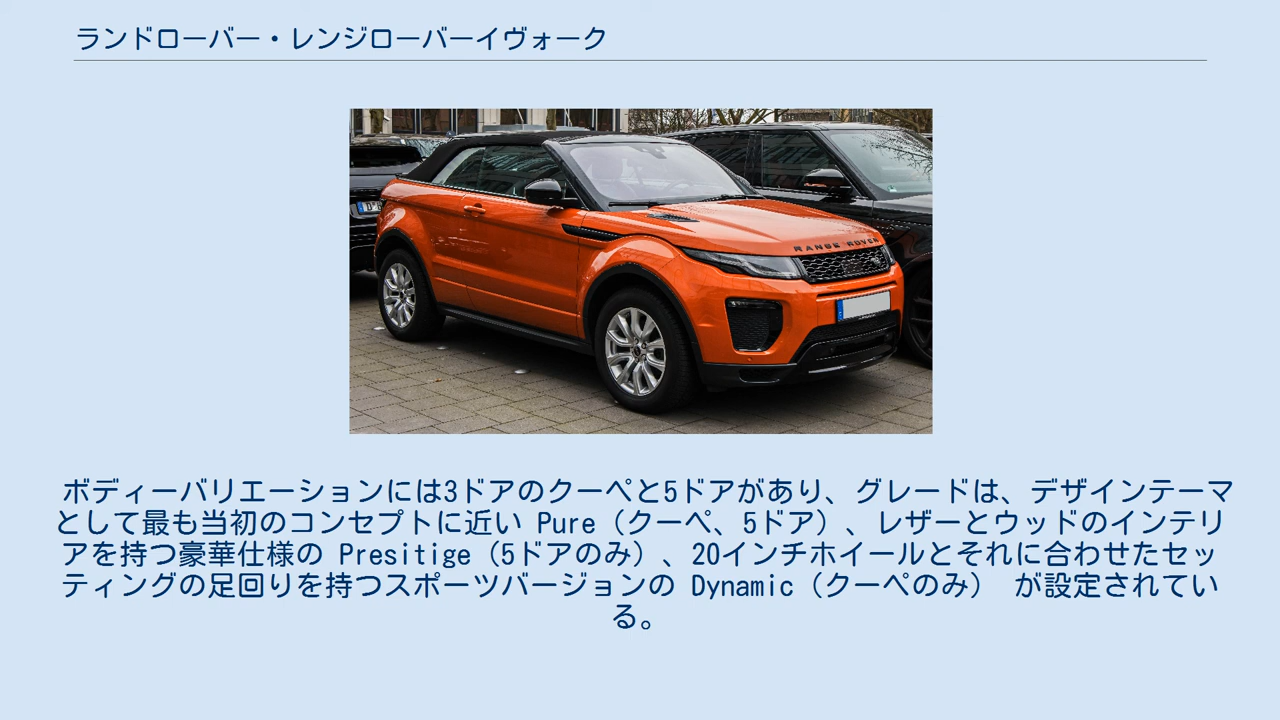 ランドローバー・レンジローバーイヴォーク
D
RANGE ROVER
ボディーバリエーションには3ドアのクーペと5ドアがあり、グレードは、デザインテーマ
として最も当初のコンセプトに近い Pure（クーペ、5ドア）、レザーとウッドのインテリ
アを持つ豪華仕様の Presitige（5ドアのみ）、20インチホイールとそれに合わせたセッ
ティングの足回りを持つスポーツバージョンの Dynamic（クーペのみ） が設定されてい
る。